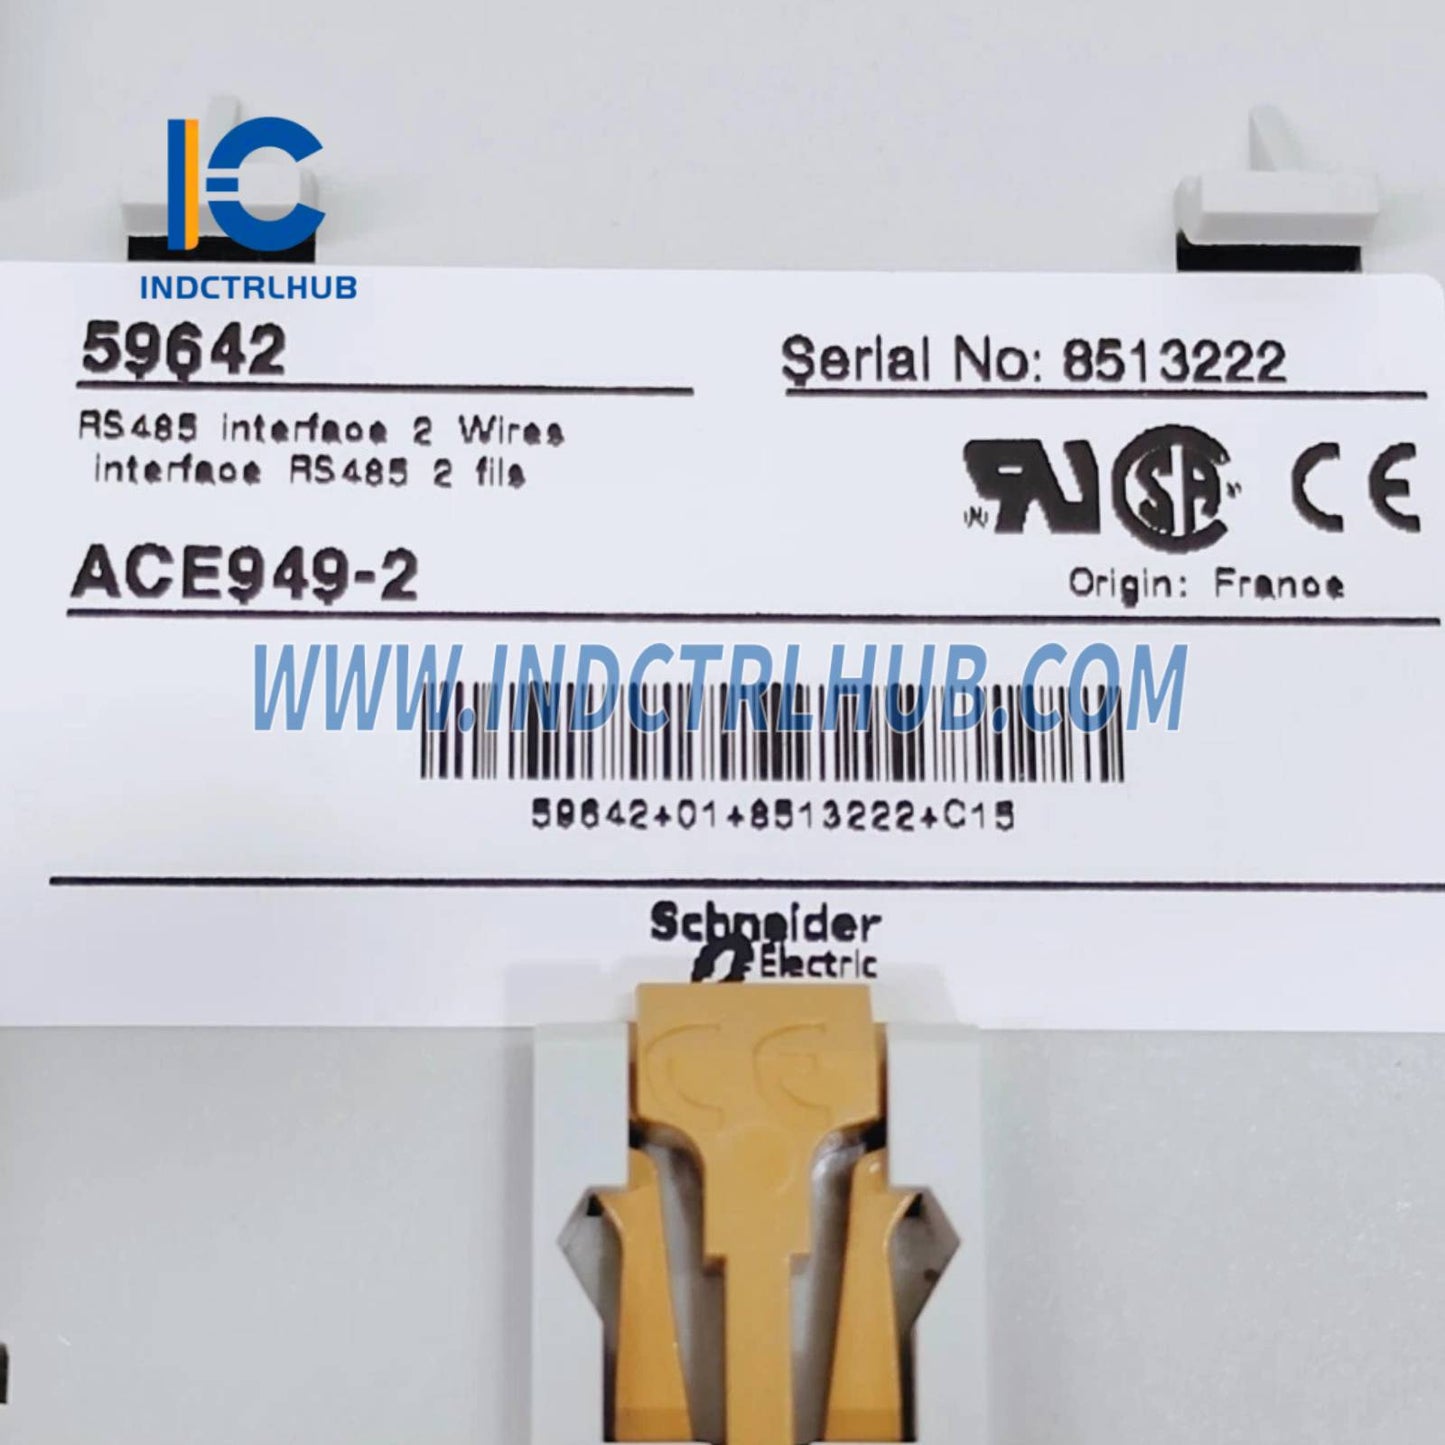 INDCTRLHUB
59642
Serial No: 8513222
RS485 interface 2 Wires
interface RS485 2 fils
ACE949-2
Origin: France
WWW.INDCTRLHUB.COM
59642+01+8513222+C15
Schneider
Electric
CE